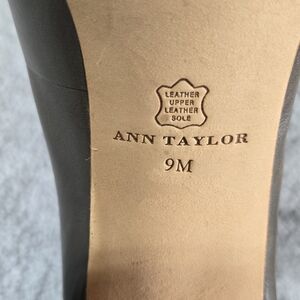 LEATHER
UPPER
LEATHER
SOLE
ANN TAYLOR
9M